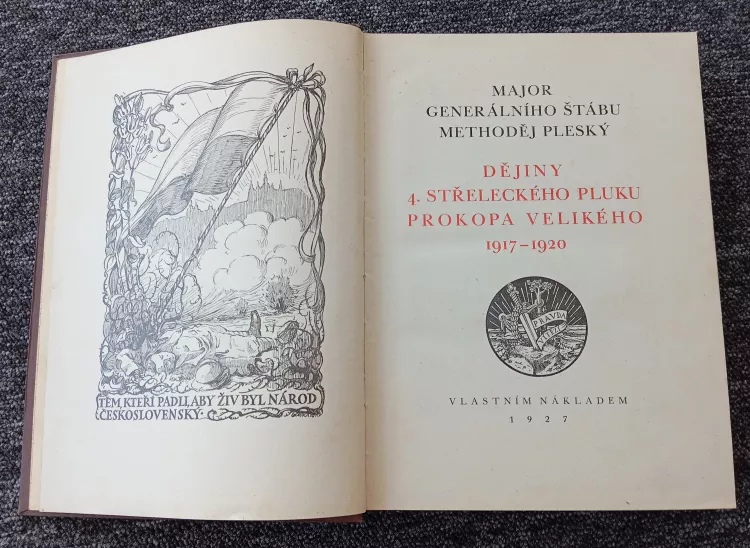 TĚM, KTEŘÍ PADLI, ABY ŽIV BYL NÁROD
ČESKOSLOVENSKÝ
MAJOR
GENERÁLNÍHO ŠTÁBU
METHODĚJ PLESKÝ
DĚJINY
4. STŘELECKÉHO PLUKU
PROKOPA VELIKÉHO
1917–1920
PRAVDA
VÍTĚZÍ
VLASTNÍM NÁKLADEM
1927